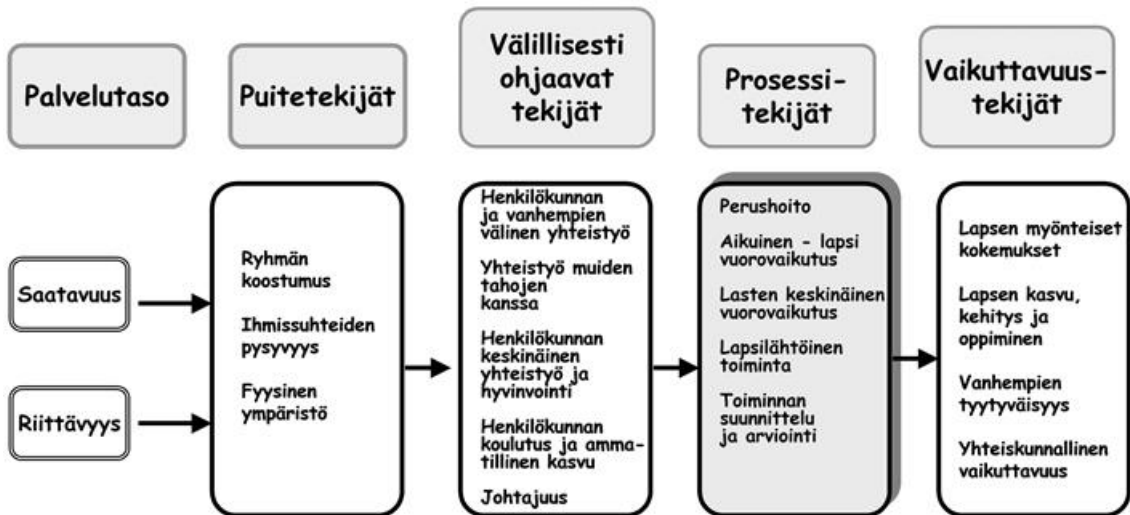 Palvelutaso
Puitetekijät
Välillisesti
ohjaavat
tekijät
Prosessi-
tekijät
Vaikuttavuus-
tekijät
Saatavuus
Riittävyys
Ryhmän
koostumus
Ihmissuhteiden
pysyvyys
Fyysinen
ympäristö
Henkilökunnan
ja vanhempien
välinen yhteistyö
Yhteistyö muiden
tahojen
kanssa
Henkilökunnan
keskinäinen
yhteistyö ja
hyvinvointi
Henkilökunnan
koulutus ja amma-
tillinen kasvu
Johtajuus
Perushoito
Aikuinen - lapsi
vuorovaikutus
Lasten keskinäinen
vuorovaikutus
Lapsilähtöinen
toiminta
Toiminnan
suunnittelu
ja arviointi
Lapsen myönteiset
kokemukset
Lapsen kasvu,
kehitys ja
oppiminen
Vanhempien
tyytyväisyys
Yhteiskunnallinen
vaikuttavuus